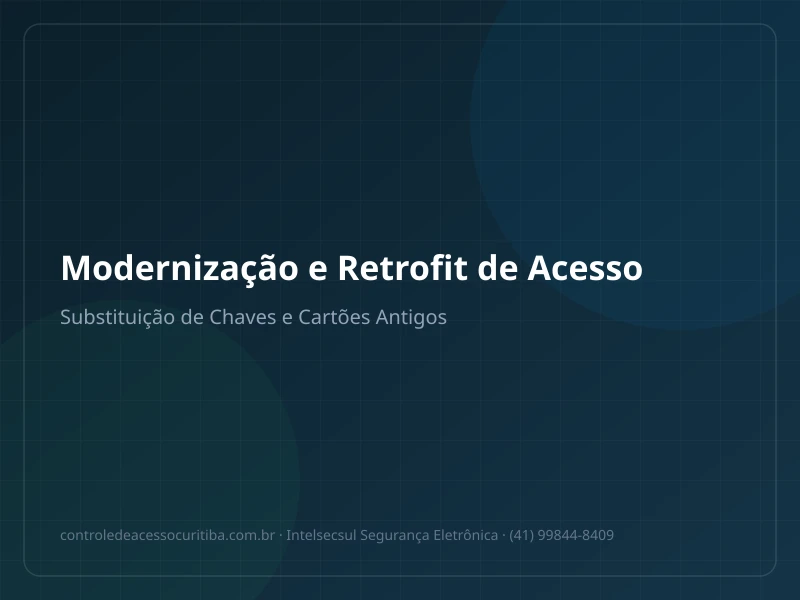 Modernização e Retrofit de Acesso
Substituição de Chaves e Cartões Antigos
controledeacessocuritiba.com.br · Intelsecsul Segurança Eletrônica · (41) 99844-8409